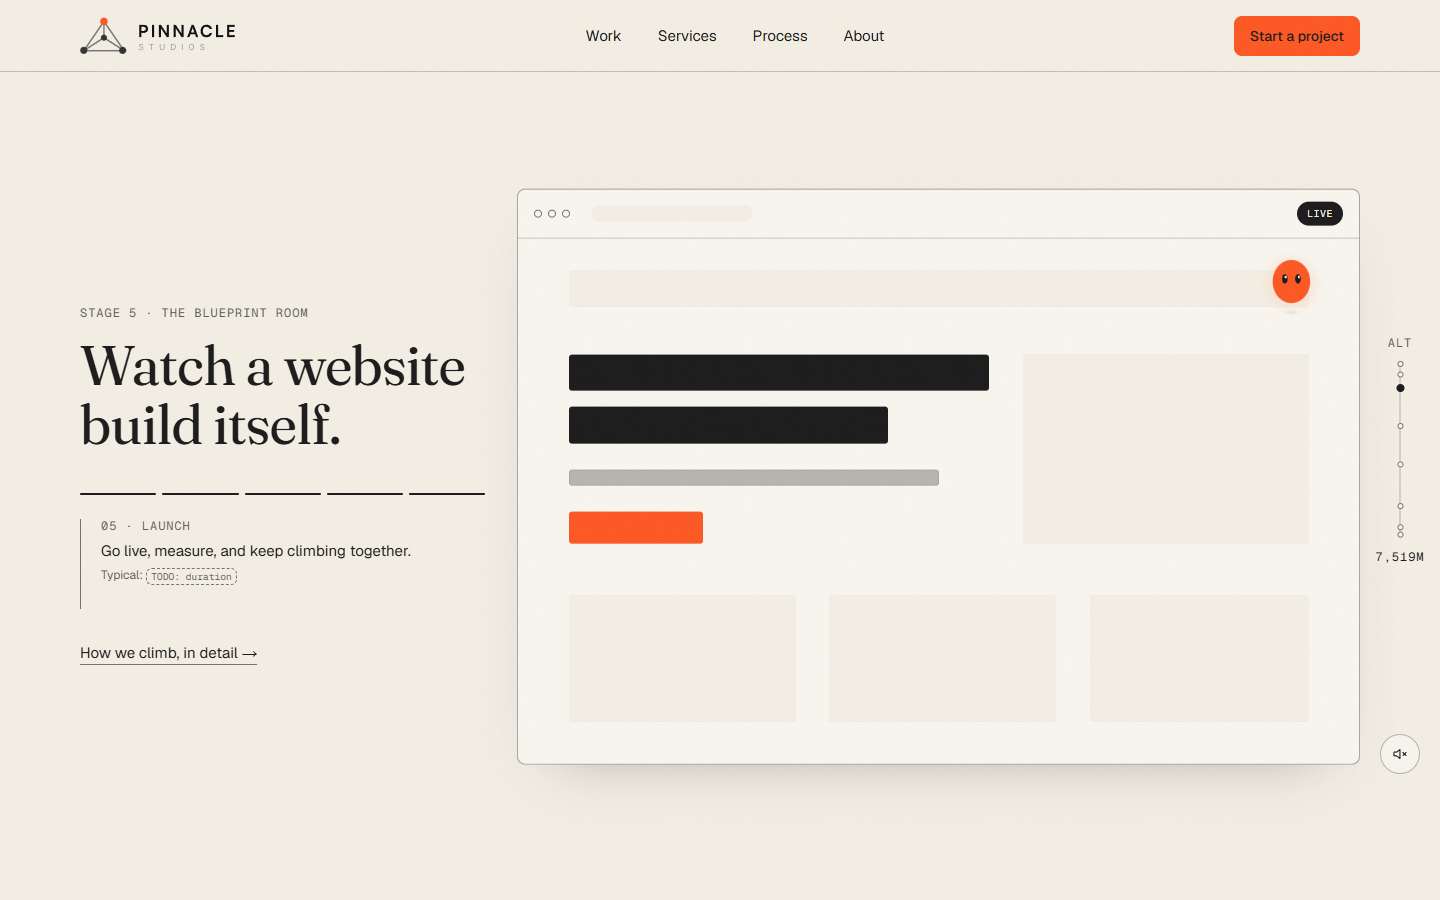 PINNACLE
STUDIOS
Work
Services
Process
About
Start a project
LIVE
STAGE 5 · THE BLUEPRINT ROOM
Watch a website
build itself.
05 · LAUNCH
Go live, measure, and keep climbing together.
Typical: TODO: duration
How we climb, in detail →
ALT
7,519M